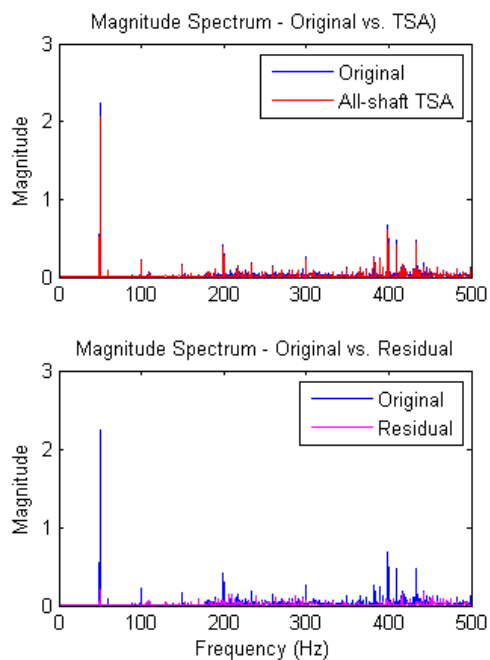 Magnitude Spectrum - Original vs. TSA)
3
Original
All-shaft TSA
2
Magnitude
1
0
0 100 200 300 400 500
Magnitude Spectrum - Original vs. Residual
3
Original
Residual
2
Magnitude
1
0
0 100 200 300 400 500
Frequency (Hz)